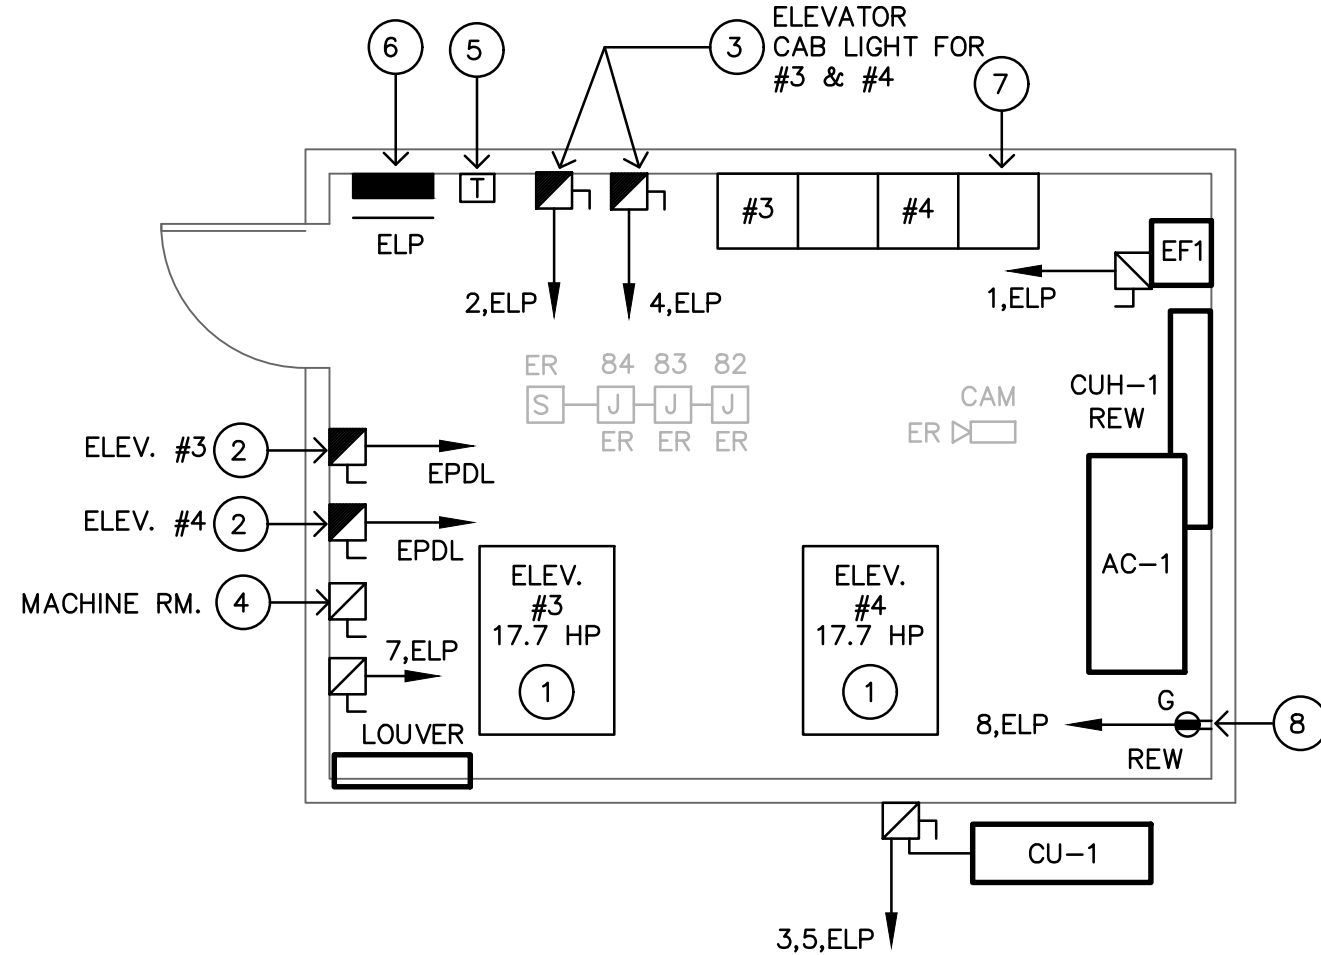 ELEVATOR
CAB LIGHT FOR
#3 & #4
6
5
3
7
T
#3
#4
ELP
EF1
2,ELP
4,ELP
1,ELP
ER
84
83
82
S
J
J
J
ER
ER
ER
CAM
ER
CUH-1
REW
ELEV. #3
2
EPDL
ELEV. #4
2
EPDL
MACHINE RM.
4
7,ELP
LOUVER
ELEV.
#3
17.7 HP
1
ELEV.
#4
17.7 HP
1
AC-1
G
8,ELP
REW
8
CU-1
3,5,ELP